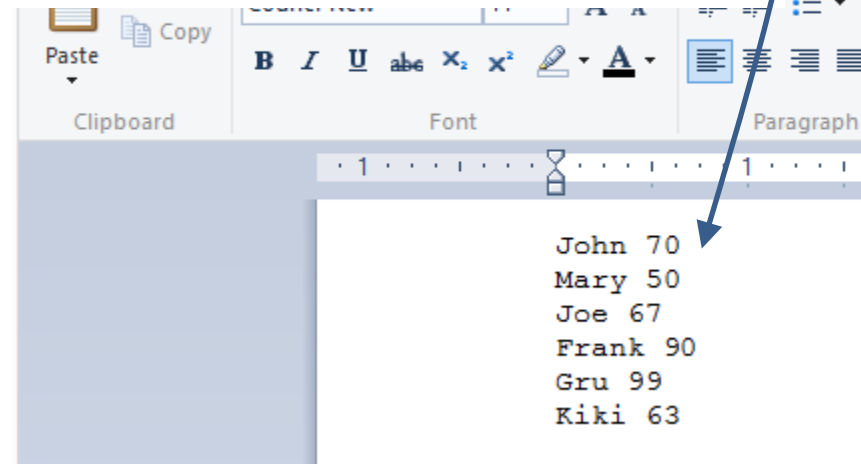 Copy
Paste
B I U abc X₂ X² A
Clipboard Font Paragraph
1 1
John 70
Mary 50
Joe 67
Frank 90
Gru 99
Kiki 63